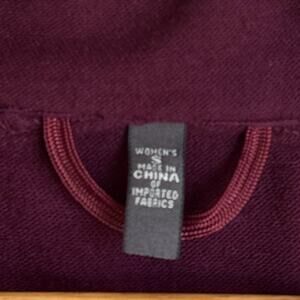 WOMEN'S
S
MADE IN
CHINA
OF
IMPORTED
FABRICS